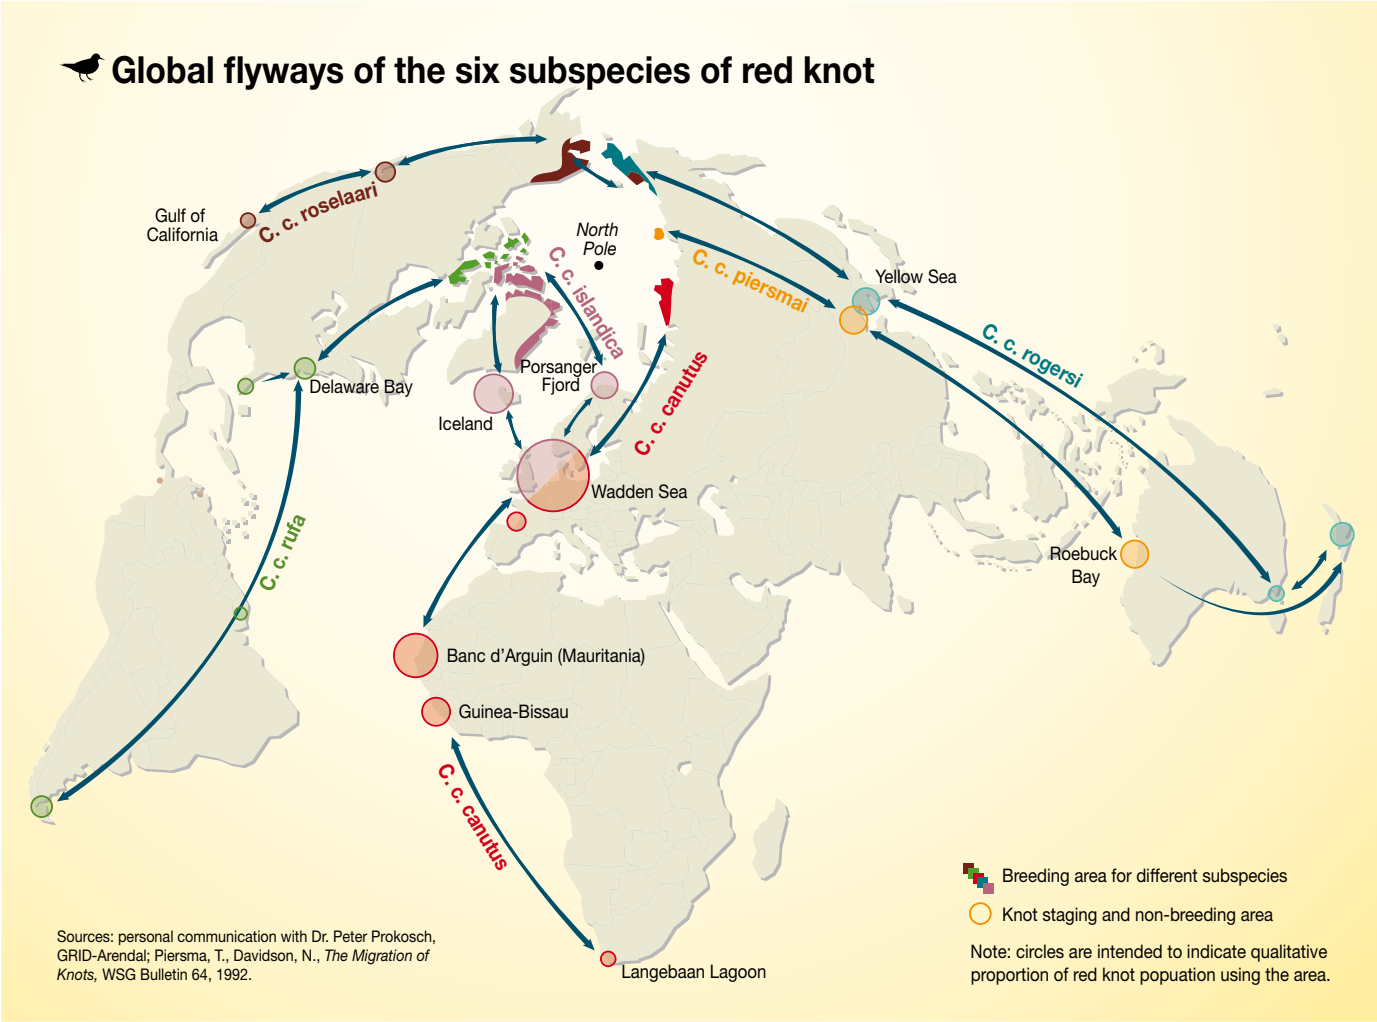 Global flyways of the six subspecies of red knot
Gulf of
California
C. c. roselaari
North
Pole
C. c. islandica
C. c. piersmai
Yellow Sea
C. c. rogersi
Delaware Bay
Porsanger
Fjord
Iceland
C. c. canutus
Wadden Sea
C. c. rufa
Roebuck
Bay
Banc d’Arguin (Mauritania)
Guinea-Bissau
C. c. canutus
Langebaan Lagoon
Breeding area for different subspecies
Knot staging and non-breeding area
Note: circles are intended to indicate qualitative
proportion of red knot popuation using the area.
Sources: personal communication with Dr. Peter Prokosch,
GRID-Arendal; Piersma, T., Davidson, N., The Migration of
Knots, WSG Bulletin 64, 1992.